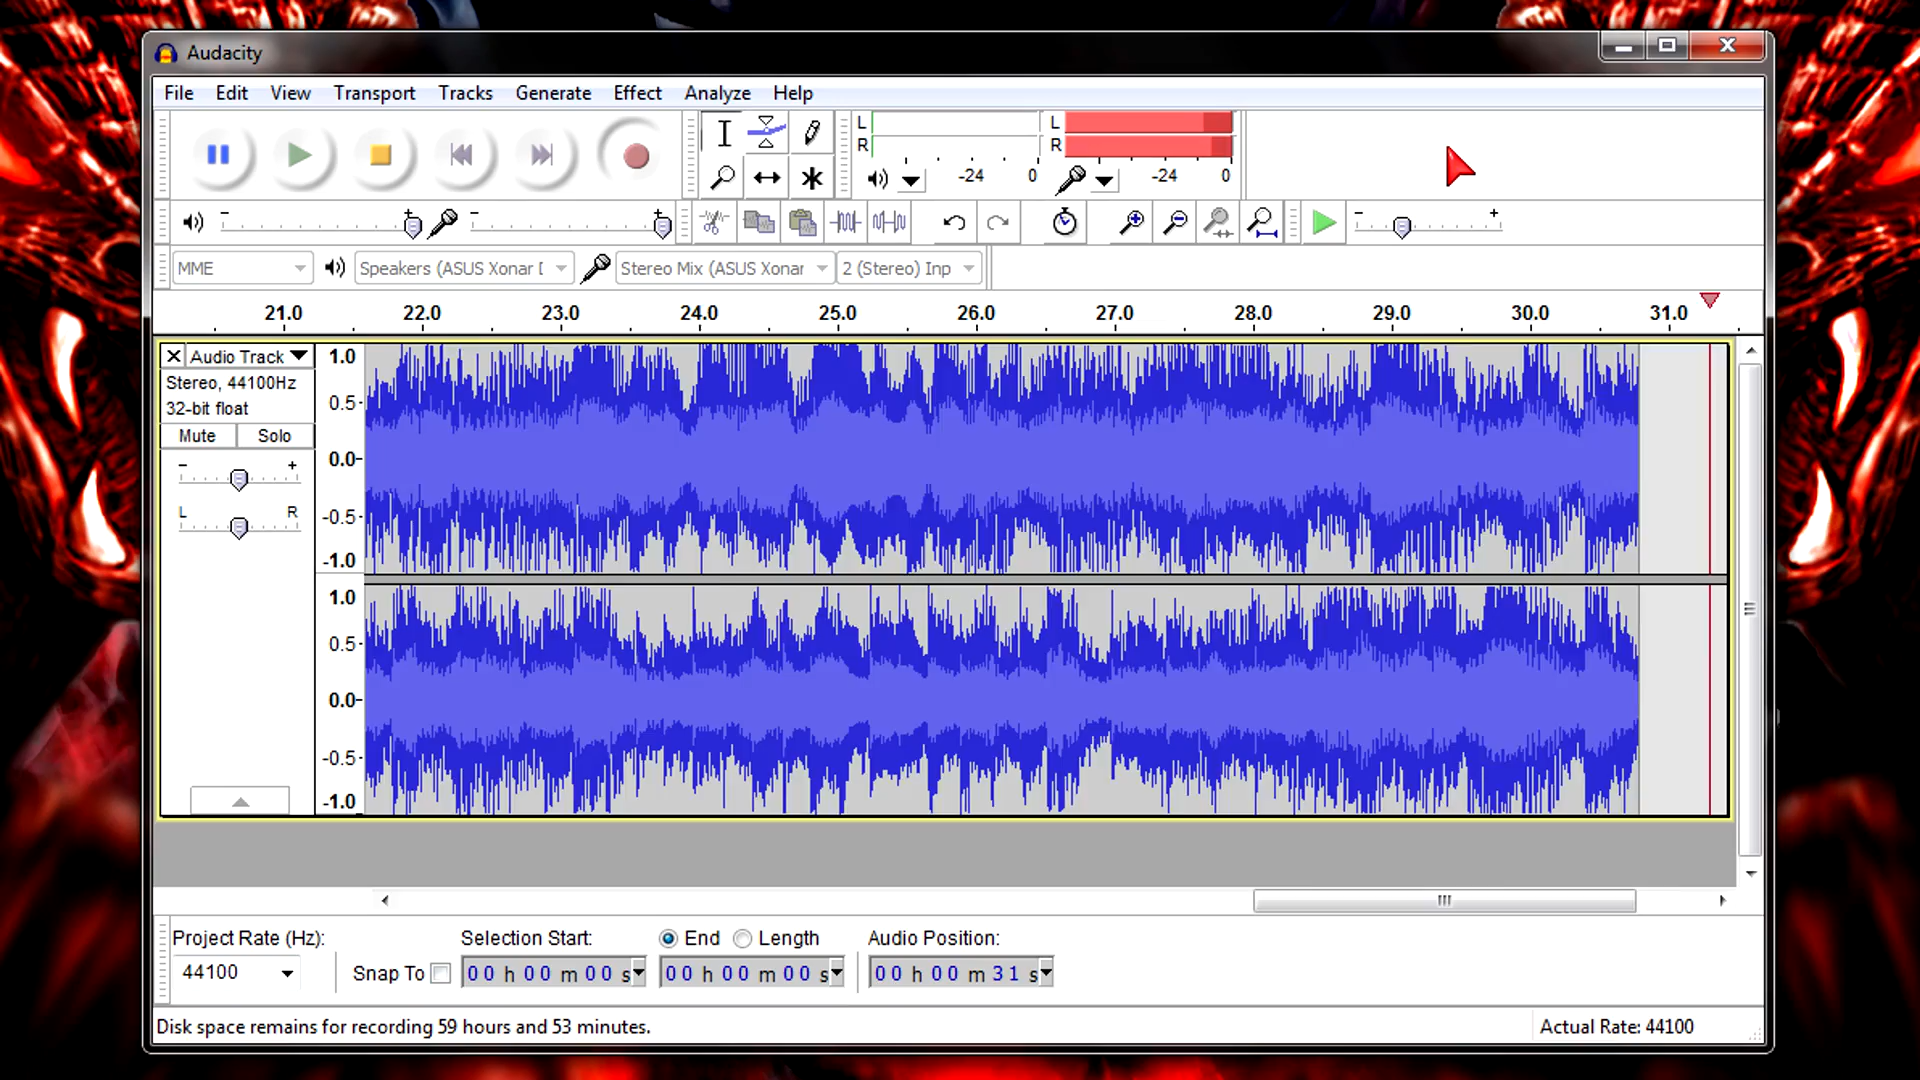 Audacity
File Edit View Transport Tracks Generate Effect Analyze Help
L L
R R
-24 0 -24 0
- + - +
- +
MME Speakers (ASUS Xonar D Stereo Mix (ASUS Xonar 2 (Stereo) Inp
21.0 22.0 23.0 24.0 25.0 26.0 27.0 28.0 29.0 30.0 31.0
Audio Track
Stereo, 44100Hz
32-bit float
Mute Solo
- +
L R
1.0
0.5
0.0
-0.5
-1.0
1.0
0.5
0.0
-0.5
-1.0
Project Rate (Hz): Selection Start: End Length Audio Position:
44100 Snap To 00 h 00 m 00 s 00 h 00 m 00 s 00 h 00 m 31 s
Disk space remains for recording 59 hours and 53 minutes. Actual Rate: 44100